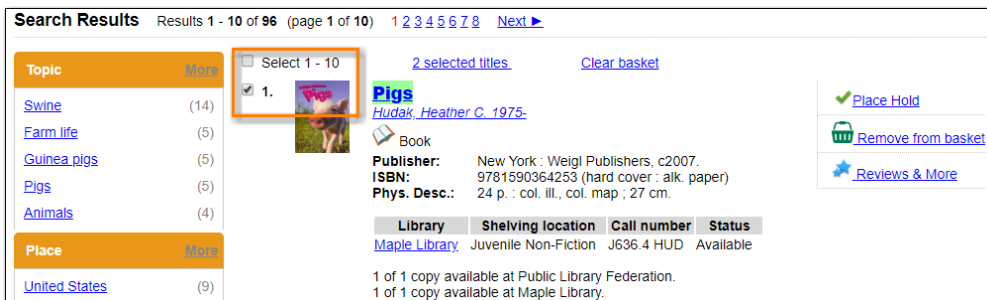 Search Results Results 1 - 10 of 96 (page 1 of 10) 1 2 3 4 5 6 7 8 Next ►
Topic More
Swine (14)
Farm life (5)
Guinea pigs (5)
Pigs (5)
Animals (4)
Place More
United States (9)
Select 1 - 10 2 selected titles Clear basket
1.
Pigs
Pigs
Hudak, Heather C. 1975-
Book
Publisher: New York : Weigl Publishers, c2007.
ISBN: 9781590364253 (hard cover : alk. paper)
Phys. Desc.: 24 p. : col. ill., col. map ; 27 cm.
Library Shelving location Call number Status
Maple Library Juvenile Non-Fiction J636.4 HUD Available
1 of 1 copy available at Public Library Federation.
1 of 1 copy available at Maple Library.
Place Hold
Remove from basket
Reviews & More